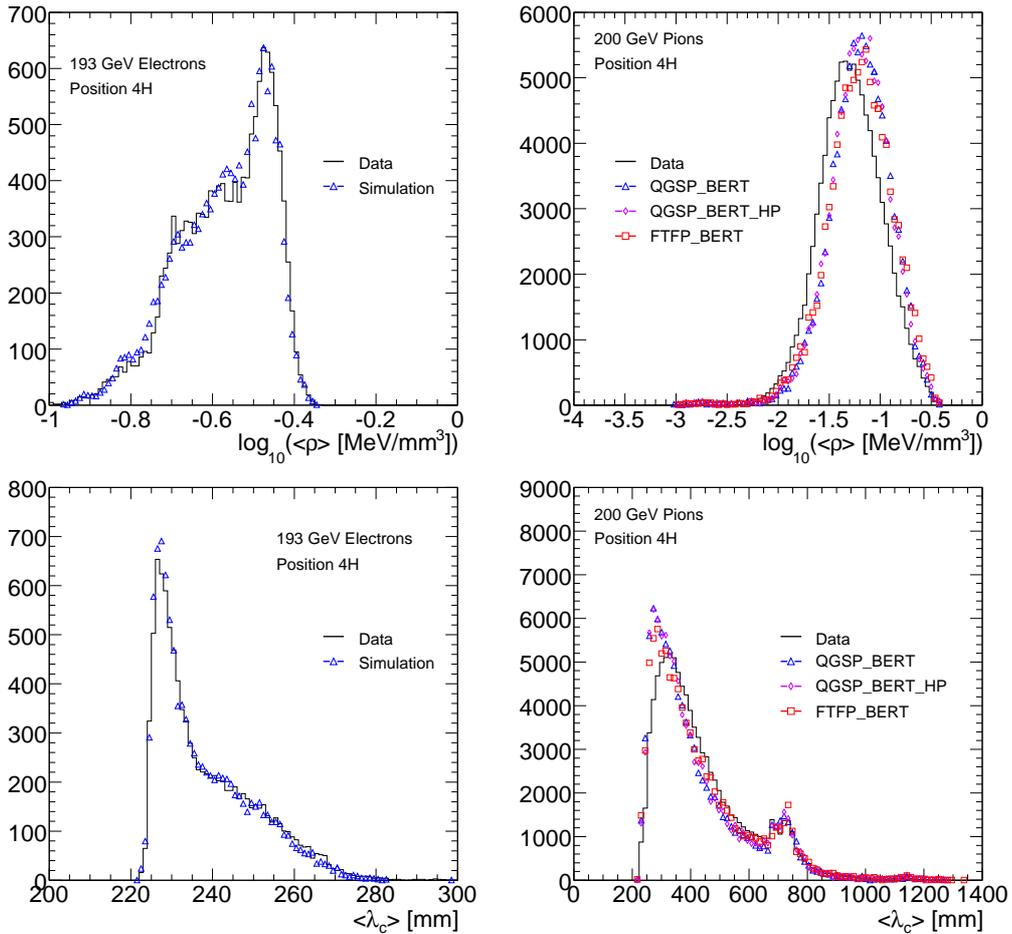 700
600
500
400
300
200
100
0
193 GeV Electrons
Position 4H
Data
Simulation
-1 -0.8 -0.6 -0.4 -0.2 0
log10(<ρ> [MeV/mm³])
6000
5000
4000
3000
2000
1000
0
200 GeV Pions
Position 4H
Data
QGSP_BERT
QGSP_BERT_HP
FTFP_BERT
-4 -3.5 -3 -2.5 -2 -1.5 -1 -0.5 0
log10(<ρ> [MeV/mm³])
800
700
600
500
400
300
200
100
0
193 GeV Electrons
Position 4H
Data
Simulation
200 220 240 260 280 300
<λc> [mm]
9000
8000
7000
6000
5000
4000
3000
2000
1000
0
200 GeV Pions
Position 4H
Data
QGSP_BERT
QGSP_BERT_HP
FTFP_BERT
0 200 400 600 800 1000 1200 1400
<λc> [mm]